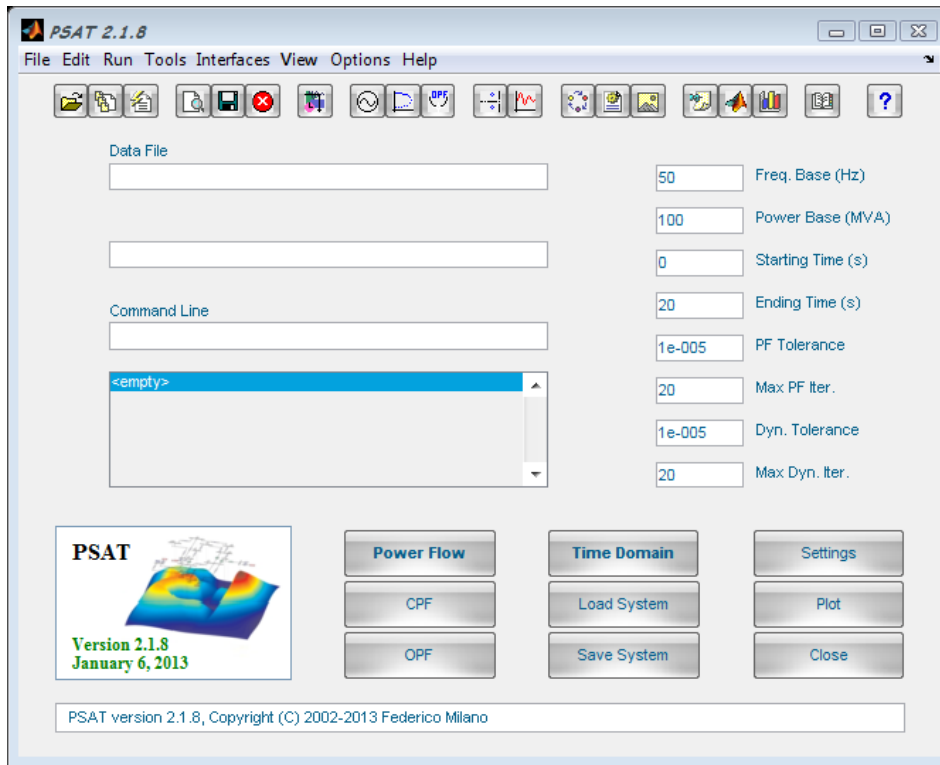 PSAT 2.1.8
File Edit Run Tools Interfaces View Options Help
OPF
?
Data File
50 Freq. Base (Hz)
100 Power Base (MVA)
0 Starting Time (s)
20 Ending Time (s)
Command Line
1e-005 PF Tolerance
<empty>
20 Max PF Iter.
1e-005 Dyn. Tolerance
20 Max Dyn. Iter.
PSAT
Version 2.1.8
January 6, 2013
Power Flow Time Domain Settings
CPF Load System Plot
OPF Save System Close
PSAT version 2.1.8, Copyright (C) 2002-2013 Federico Milano